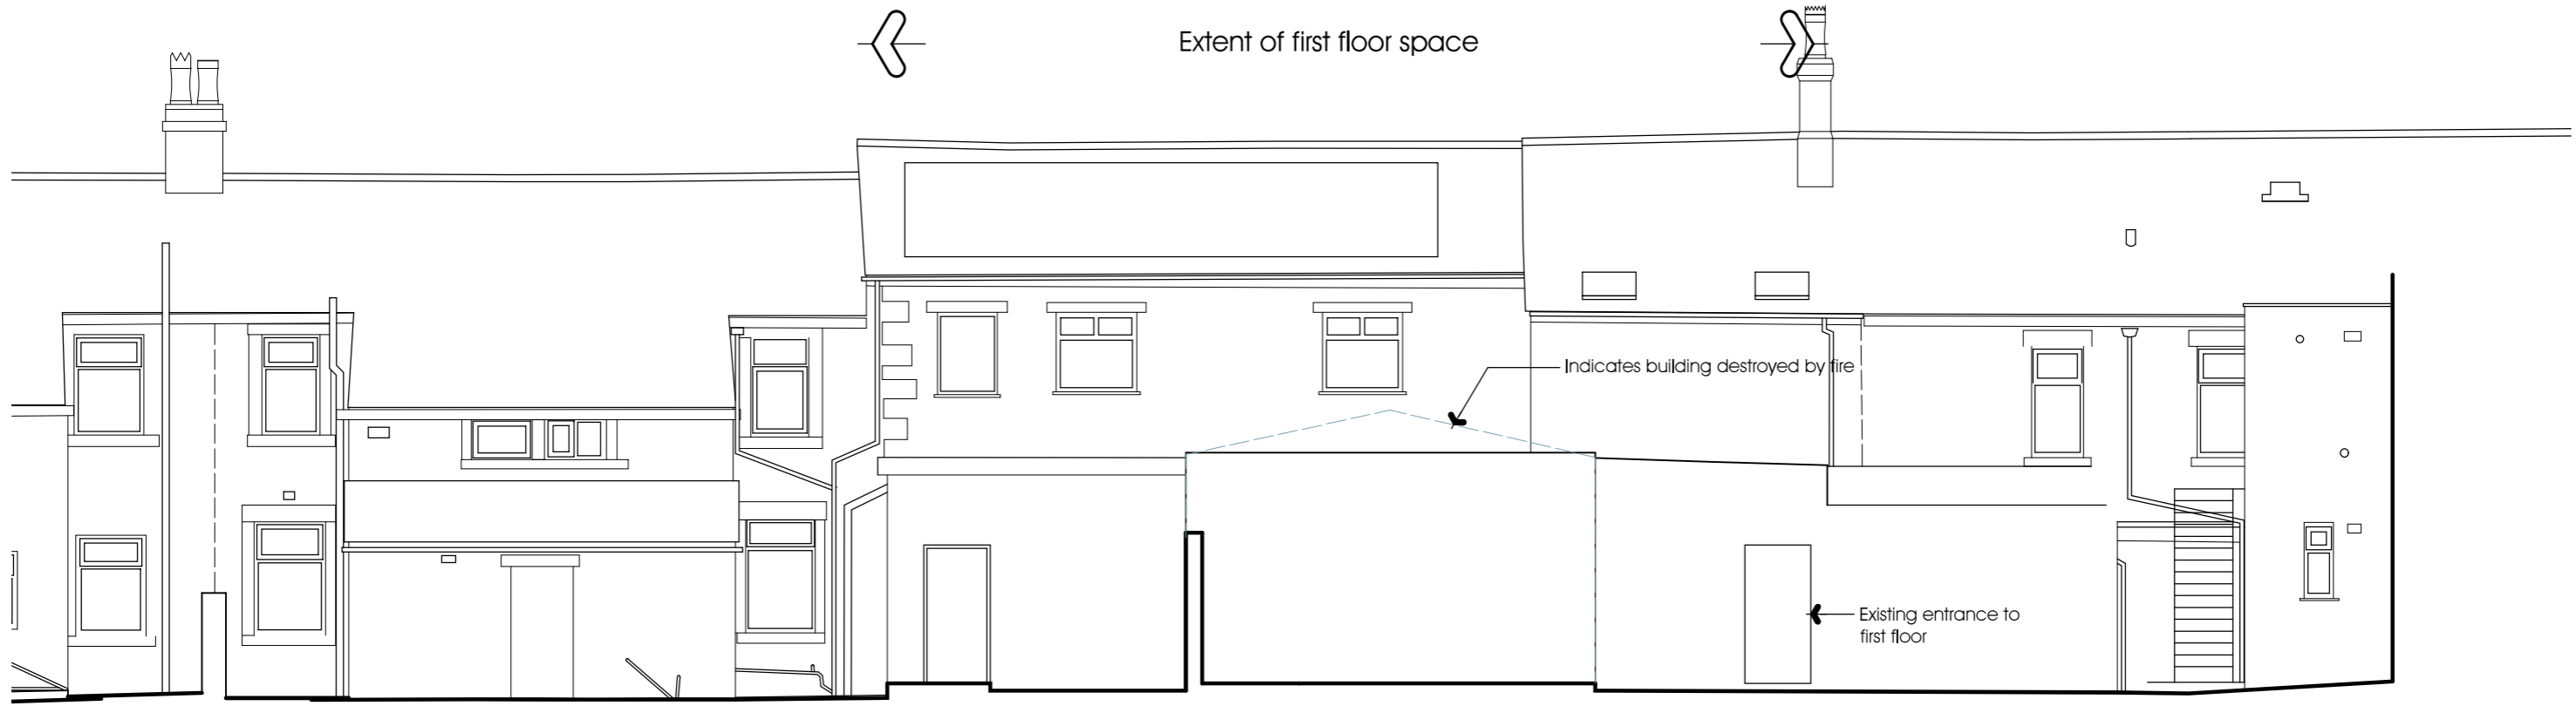 Extent of first floor space
Indicates building destroyed by fire
Existing entrance to
first floor